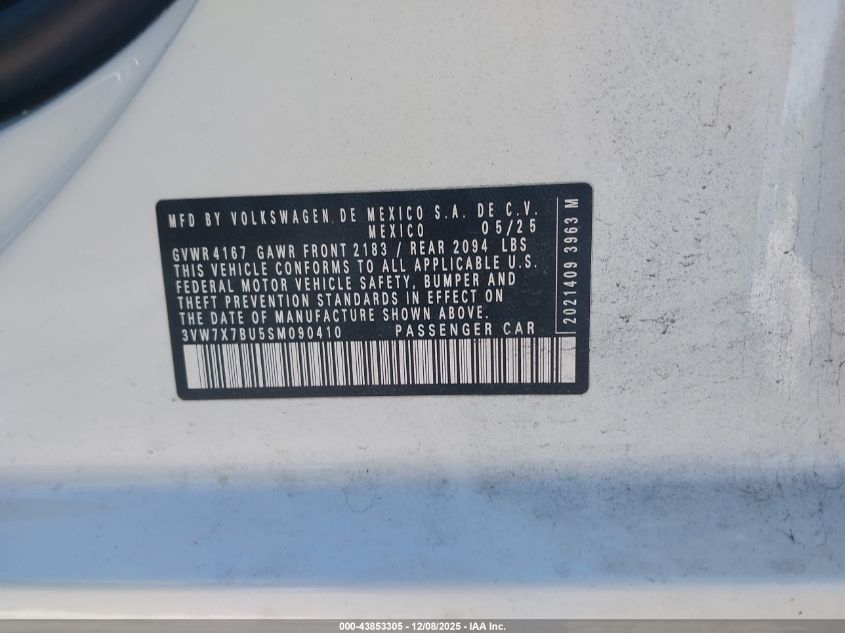 MFD BY VOLKSWAGEN DE MEXICO S.A. DE C.V.
MEXICO 05/25
GVWR 4167 GAWR FRONT 2183 / REAR 2094 LBS
THIS VEHICLE CONFORMS TO ALL APPLICABLE U.S.
FEDERAL MOTOR VEHICLE SAFETY, BUMPER AND
THEFT PREVENTION STANDARDS IN EFFECT ON
THE DATE OF MANUFACTURE SHOWN ABOVE.
3VW7X7BU5SM090410 PASSENGER CAR
2021409 3963 M
000-43853305 - 12/08/2025 - IAA Inc.